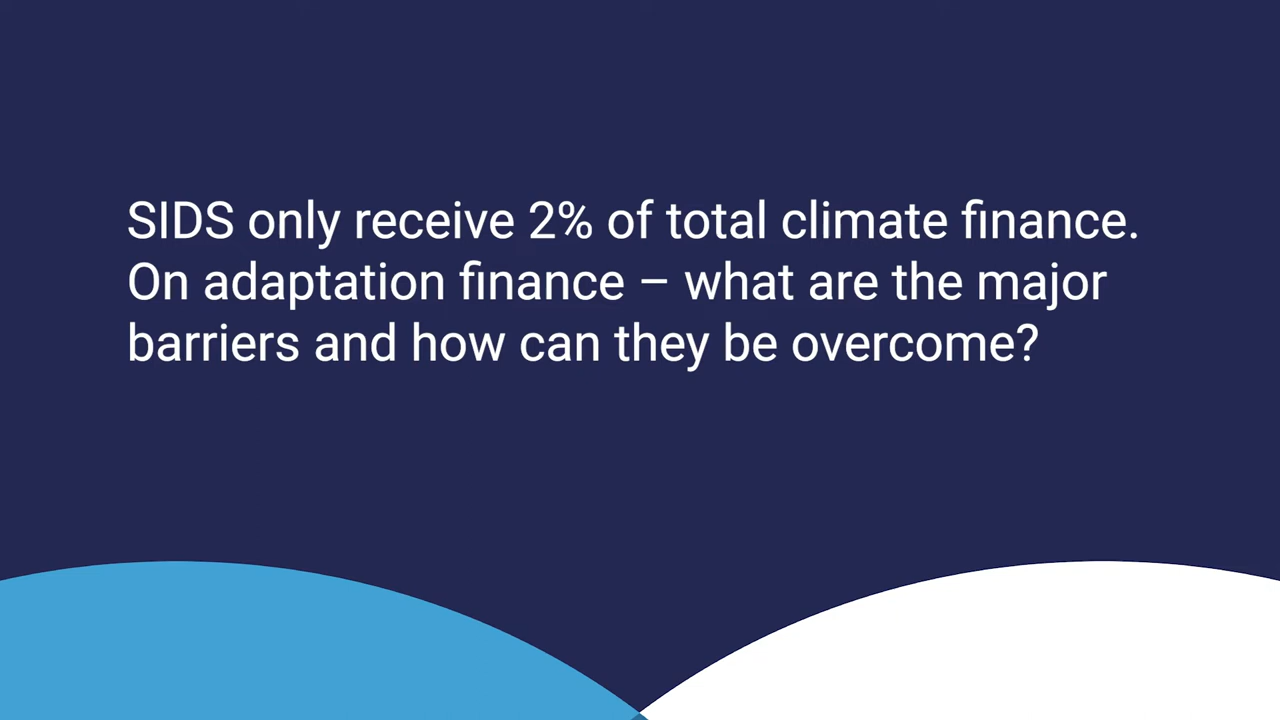 SIDS only receive 2% of total climate finance.
On adaptation finance – what are the major
barriers and how can they be overcome?